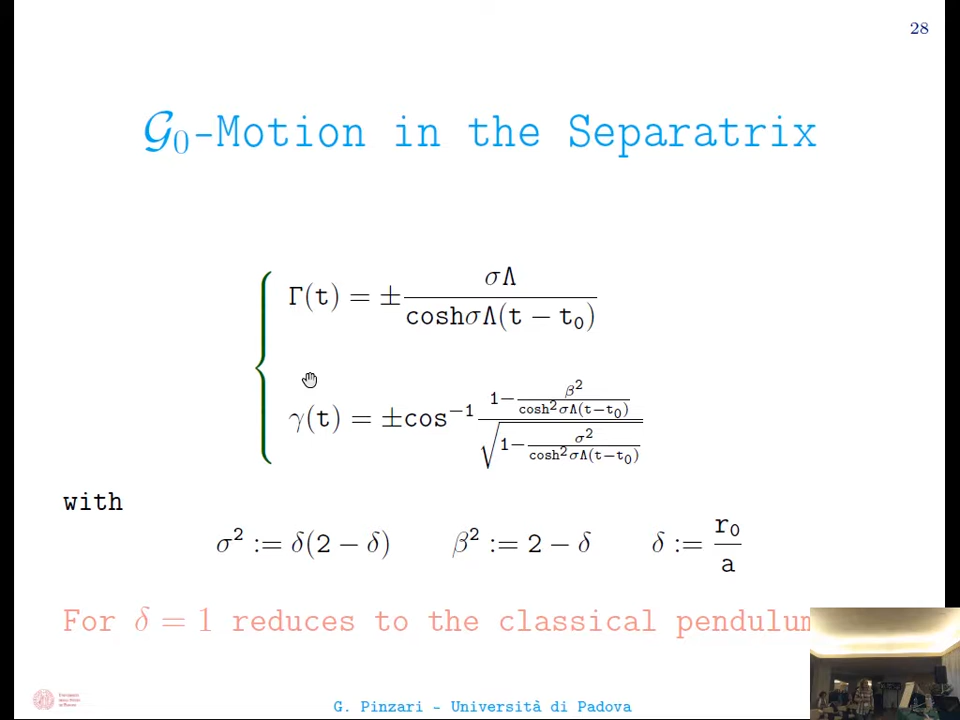 28
𝒢₀-Motion in the Separatrix
Γ(t) = ± σΛ / coshσΛ(t − t₀)
γ(t) = ±cos⁻¹ (1 − β² / cosh²σΛ(t−t₀)) / √(1 − σ² / cosh²σΛ(t−t₀))
with
σ² := δ(2 − δ) β² := 2 − δ δ := r₀ / a
For δ = 1 reduces to the classical pendulum
G. Pinzari - Università di Padova